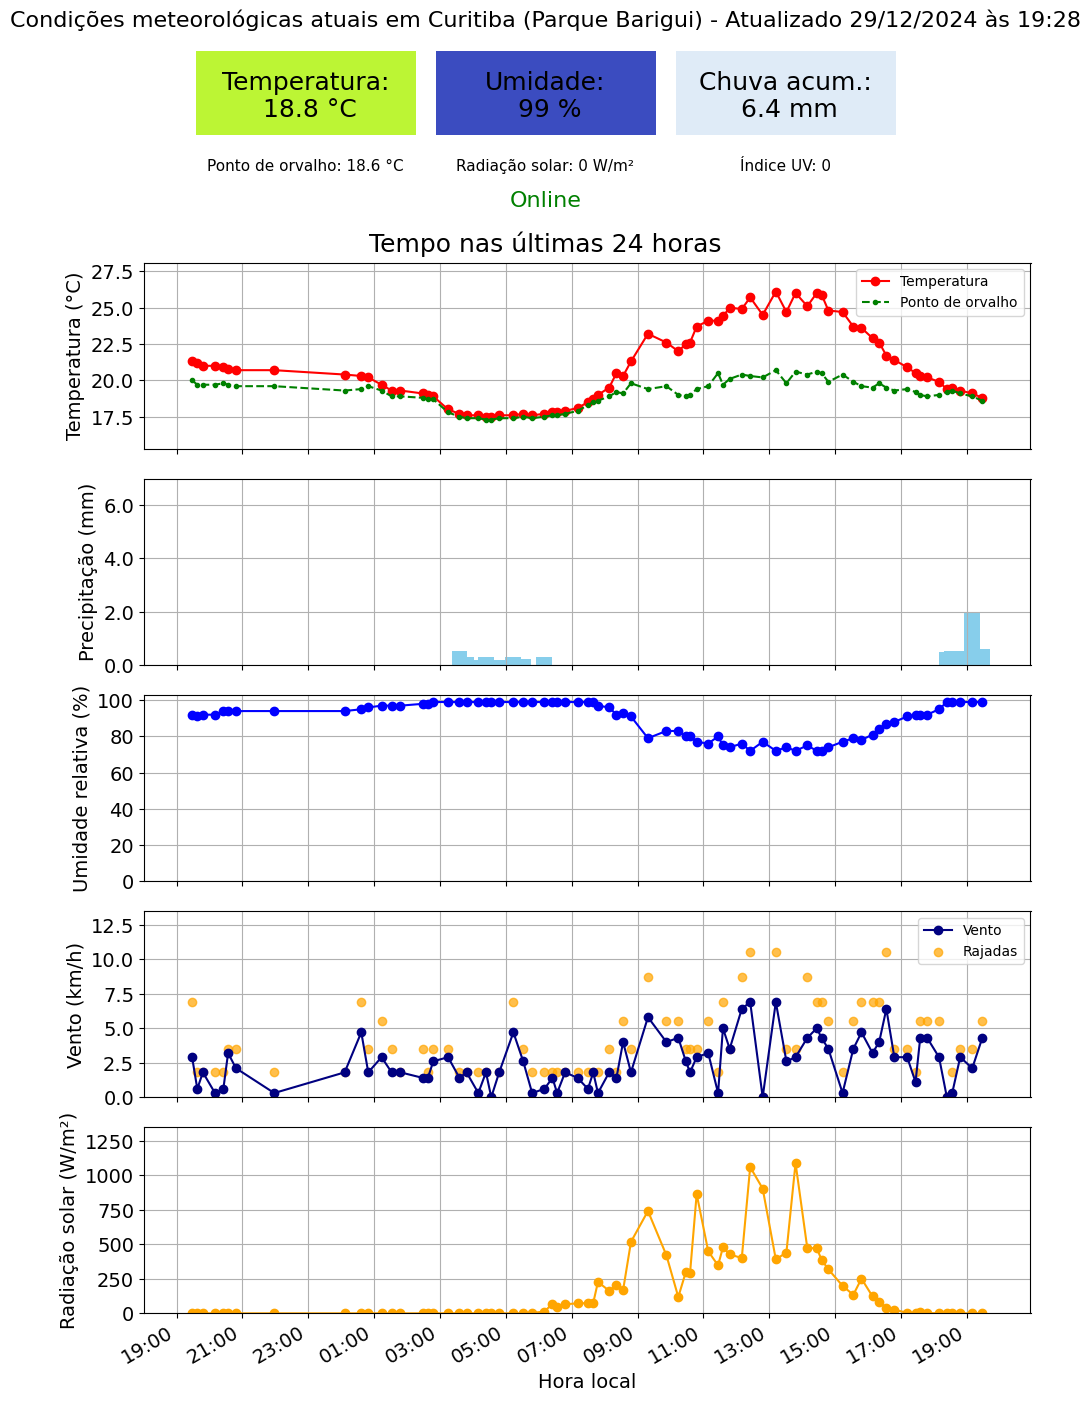 Condições meteorológicas atuais em Curitiba (Parque Barigui) - Atualizado 29/12/2024 às 19:28
Temperatura:
18.8 °C
Umidade:
99 %
Chuva acum.:
6.4 mm
Ponto de orvalho: 18.6 °C
Radiação solar: 0 W/m²
Índice UV: 0
Online
Tempo nas últimas 24 horas
Temperatura (°C)
27.5
25.0
22.5
20.0
17.5
Temperatura
Ponto de orvalho
Precipitação (mm)
6.0
4.0
2.0
0.0
Umidade relativa (%)
100
80
60
40
20
0
Vento (km/h)
12.5
10.0
7.5
5.0
2.5
0.0
Vento
Rajadas
Radiação solar (W/m²)
1250
1000
750
500
250
0
19:00
21:00
23:00
01:00
03:00
05:00
07:00
09:00
11:00
13:00
15:00
17:00
19:00
Hora local